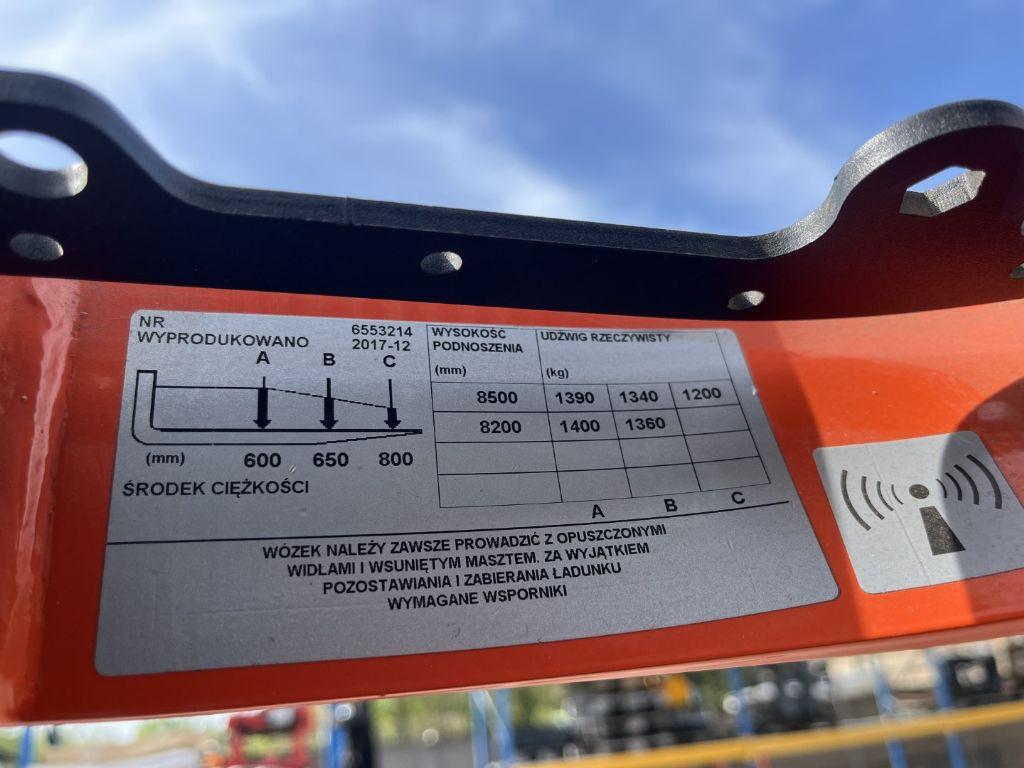 NR 6553214
WYPRODUKOWANO 2017-12
A B C
(mm) 600 650 800
ŚRODEK CIĘŻKOŚCI
WYSOKOŚĆ
PODNOSZENIA
(mm)
UDŹWIG RZECZYWISTY
(kg)
8500 1390 1340 1200
8200 1400 1360
A B C
WÓZEK NALEŻY ZAWSZE PROWADZIĆ Z OPUSZCZONYMI
WIDŁAMI I WSUNIĘTYM MASZTEM. ZA WYJĄTKIEM
POZOSTAWIANIA I ZABIERANIA ŁADUNKU
WYMAGANE WSPORNIKI